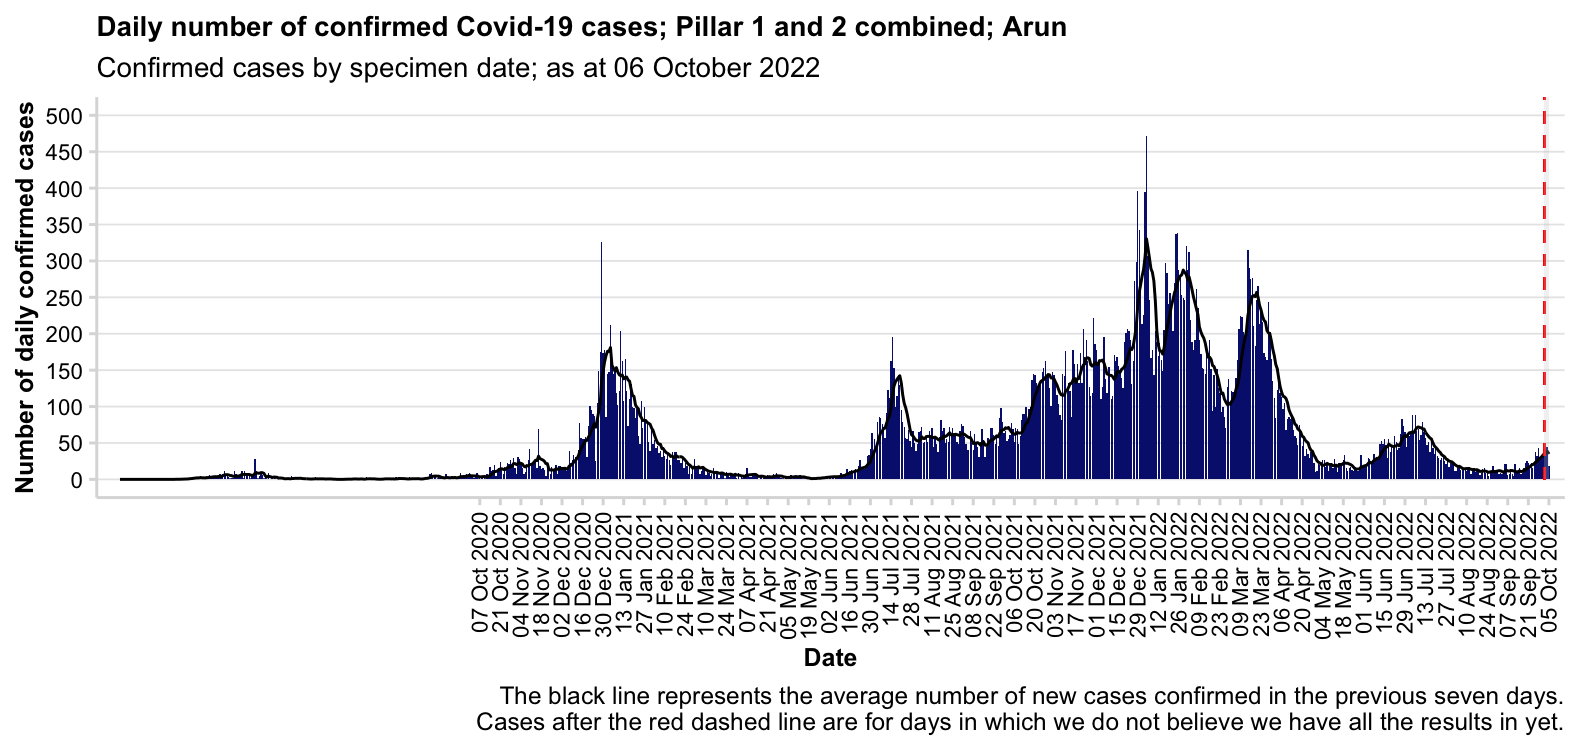 Daily number of confirmed Covid-19 cases; Pillar 1 and 2 combined; Arun
Confirmed cases by specimen date; as at 06 October 2022
Number of daily confirmed cases
500
450
400
350
300
250
200
150
100
50
0
07 Oct 2020
21 Oct 2020
04 Nov 2020
18 Nov 2020
02 Dec 2020
16 Dec 2020
30 Dec 2020
13 Jan 2021
27 Jan 2021
10 Feb 2021
24 Feb 2021
10 Mar 2021
24 Mar 2021
07 Apr 2021
21 Apr 2021
05 May 2021
19 May 2021
02 Jun 2021
16 Jun 2021
30 Jun 2021
14 Jul 2021
28 Jul 2021
11 Aug 2021
25 Aug 2021
08 Sep 2021
22 Sep 2021
06 Oct 2021
20 Oct 2021
03 Nov 2021
17 Nov 2021
01 Dec 2021
15 Dec 2021
29 Dec 2021
12 Jan 2022
26 Jan 2022
09 Feb 2022
23 Feb 2022
09 Mar 2022
23 Mar 2022
06 Apr 2022
20 Apr 2022
04 May 2022
18 May 2022
01 Jun 2022
15 Jun 2022
29 Jun 2022
13 Jul 2022
27 Jul 2022
10 Aug 2022
24 Aug 2022
07 Sep 2022
21 Sep 2022
05 Oct 2022
Date
The black line represents the average number of new cases confirmed in the previous seven days.
Cases after the red dashed line are for days in which we do not believe we have all the results in yet.